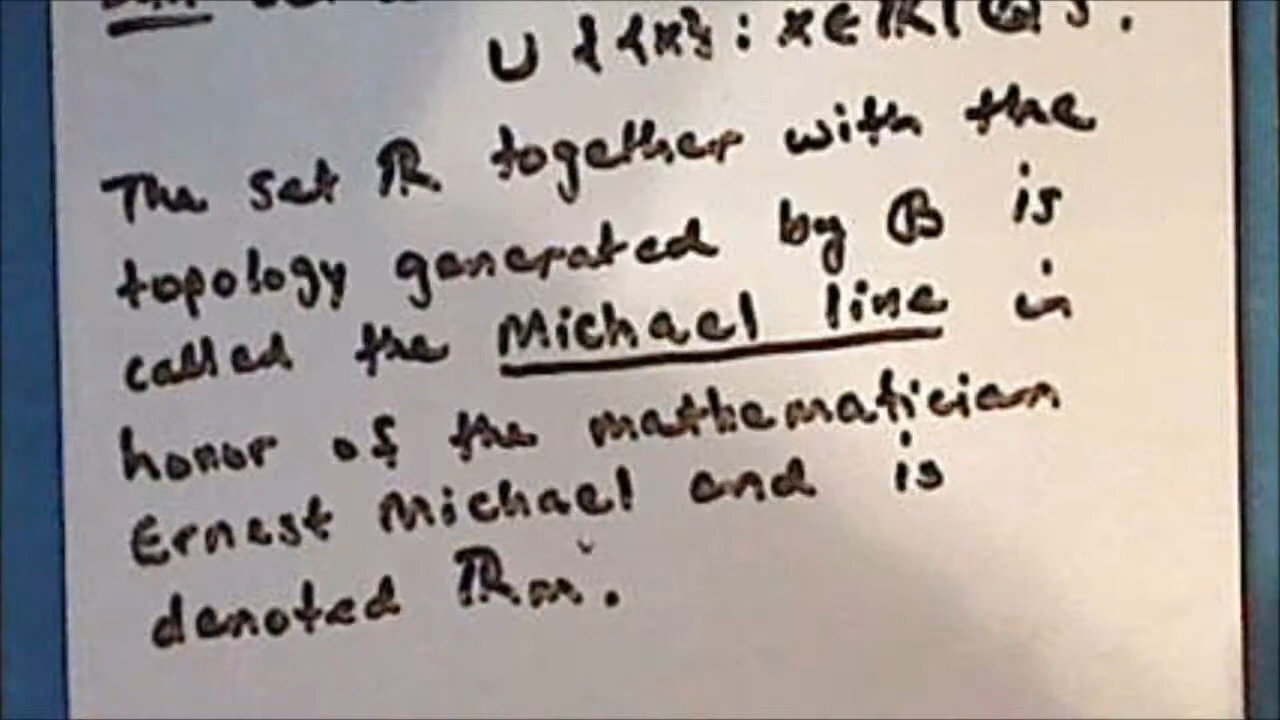 ∪ {{x} : x ∈ ℝ \ ℚ}.
The set ℝ together with the
topology generated by B is
called the Michael line in
honor of the mathematician
Ernest Michael and is
denoted ℝm.